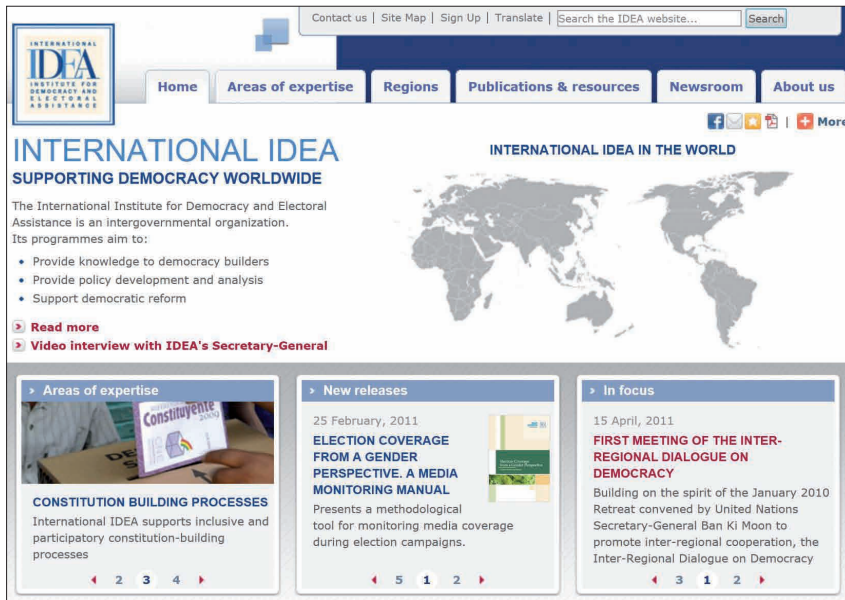 Contact us | Site Map | Sign Up | Translate | Search the IDEA website... Search
INTERNATIONAL
IDEA
INSTITUTE FOR
DEMOCRACY AND
ELECTORAL
ASSISTANCE
Home Areas of expertise Regions Publications & resources Newsroom About us
| More
INTERNATIONAL IDEA
SUPPORTING DEMOCRACY WORLDWIDE
The International Institute for Democracy and Electoral
Assistance is an intergovernmental organization.
Its programmes aim to:
Provide knowledge to democracy builders
Provide policy development and analysis
Support democratic reform
Read more
Video interview with IDEA's Secretary-General
INTERNATIONAL IDEA IN THE WORLD
Areas of expertise
Constituyente
2009
CONSTITUTION BUILDING PROCESSES
International IDEA supports inclusive and
participatory constitution-building
processes
2 3 4
New releases
25 February, 2011
ELECTION COVERAGE
FROM A GENDER
PERSPECTIVE. A MEDIA
MONITORING MANUAL
Presents a methodological
tool for monitoring media coverage
during election campaigns.
5 1 2
In focus
15 April, 2011
FIRST MEETING OF THE INTER-
REGIONAL DIALOGUE ON
DEMOCRACY
Building on the spirit of the January 2010
Retreat convened by United Nations
Secretary-General Ban Ki Moon to
promote inter-regional cooperation, the
Inter-Regional Dialogue on Democracy
3 1 2